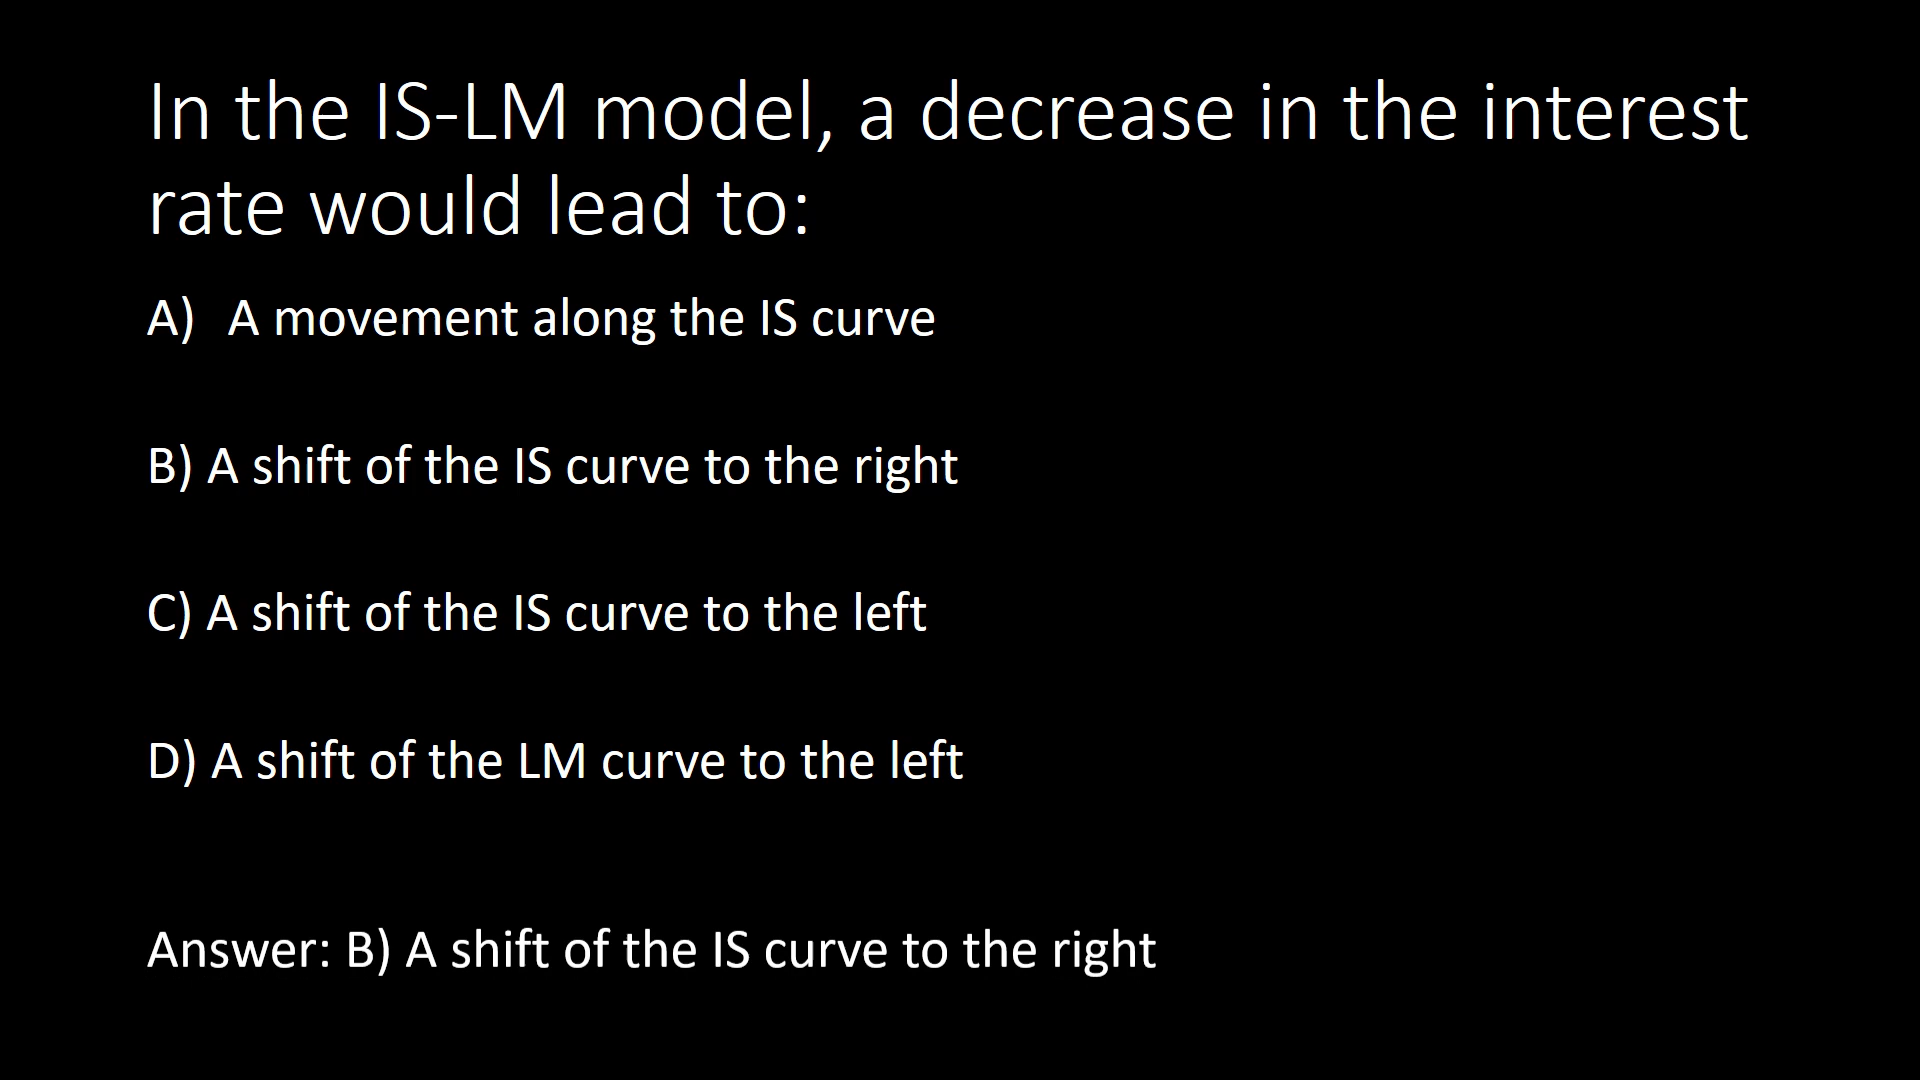 In the IS-LM model, a decrease in the interest
rate would lead to:
A) A movement along the IS curve
B) A shift of the IS curve to the right
C) A shift of the IS curve to the left
D) A shift of the LM curve to the left
Answer: B) A shift of the IS curve to the right